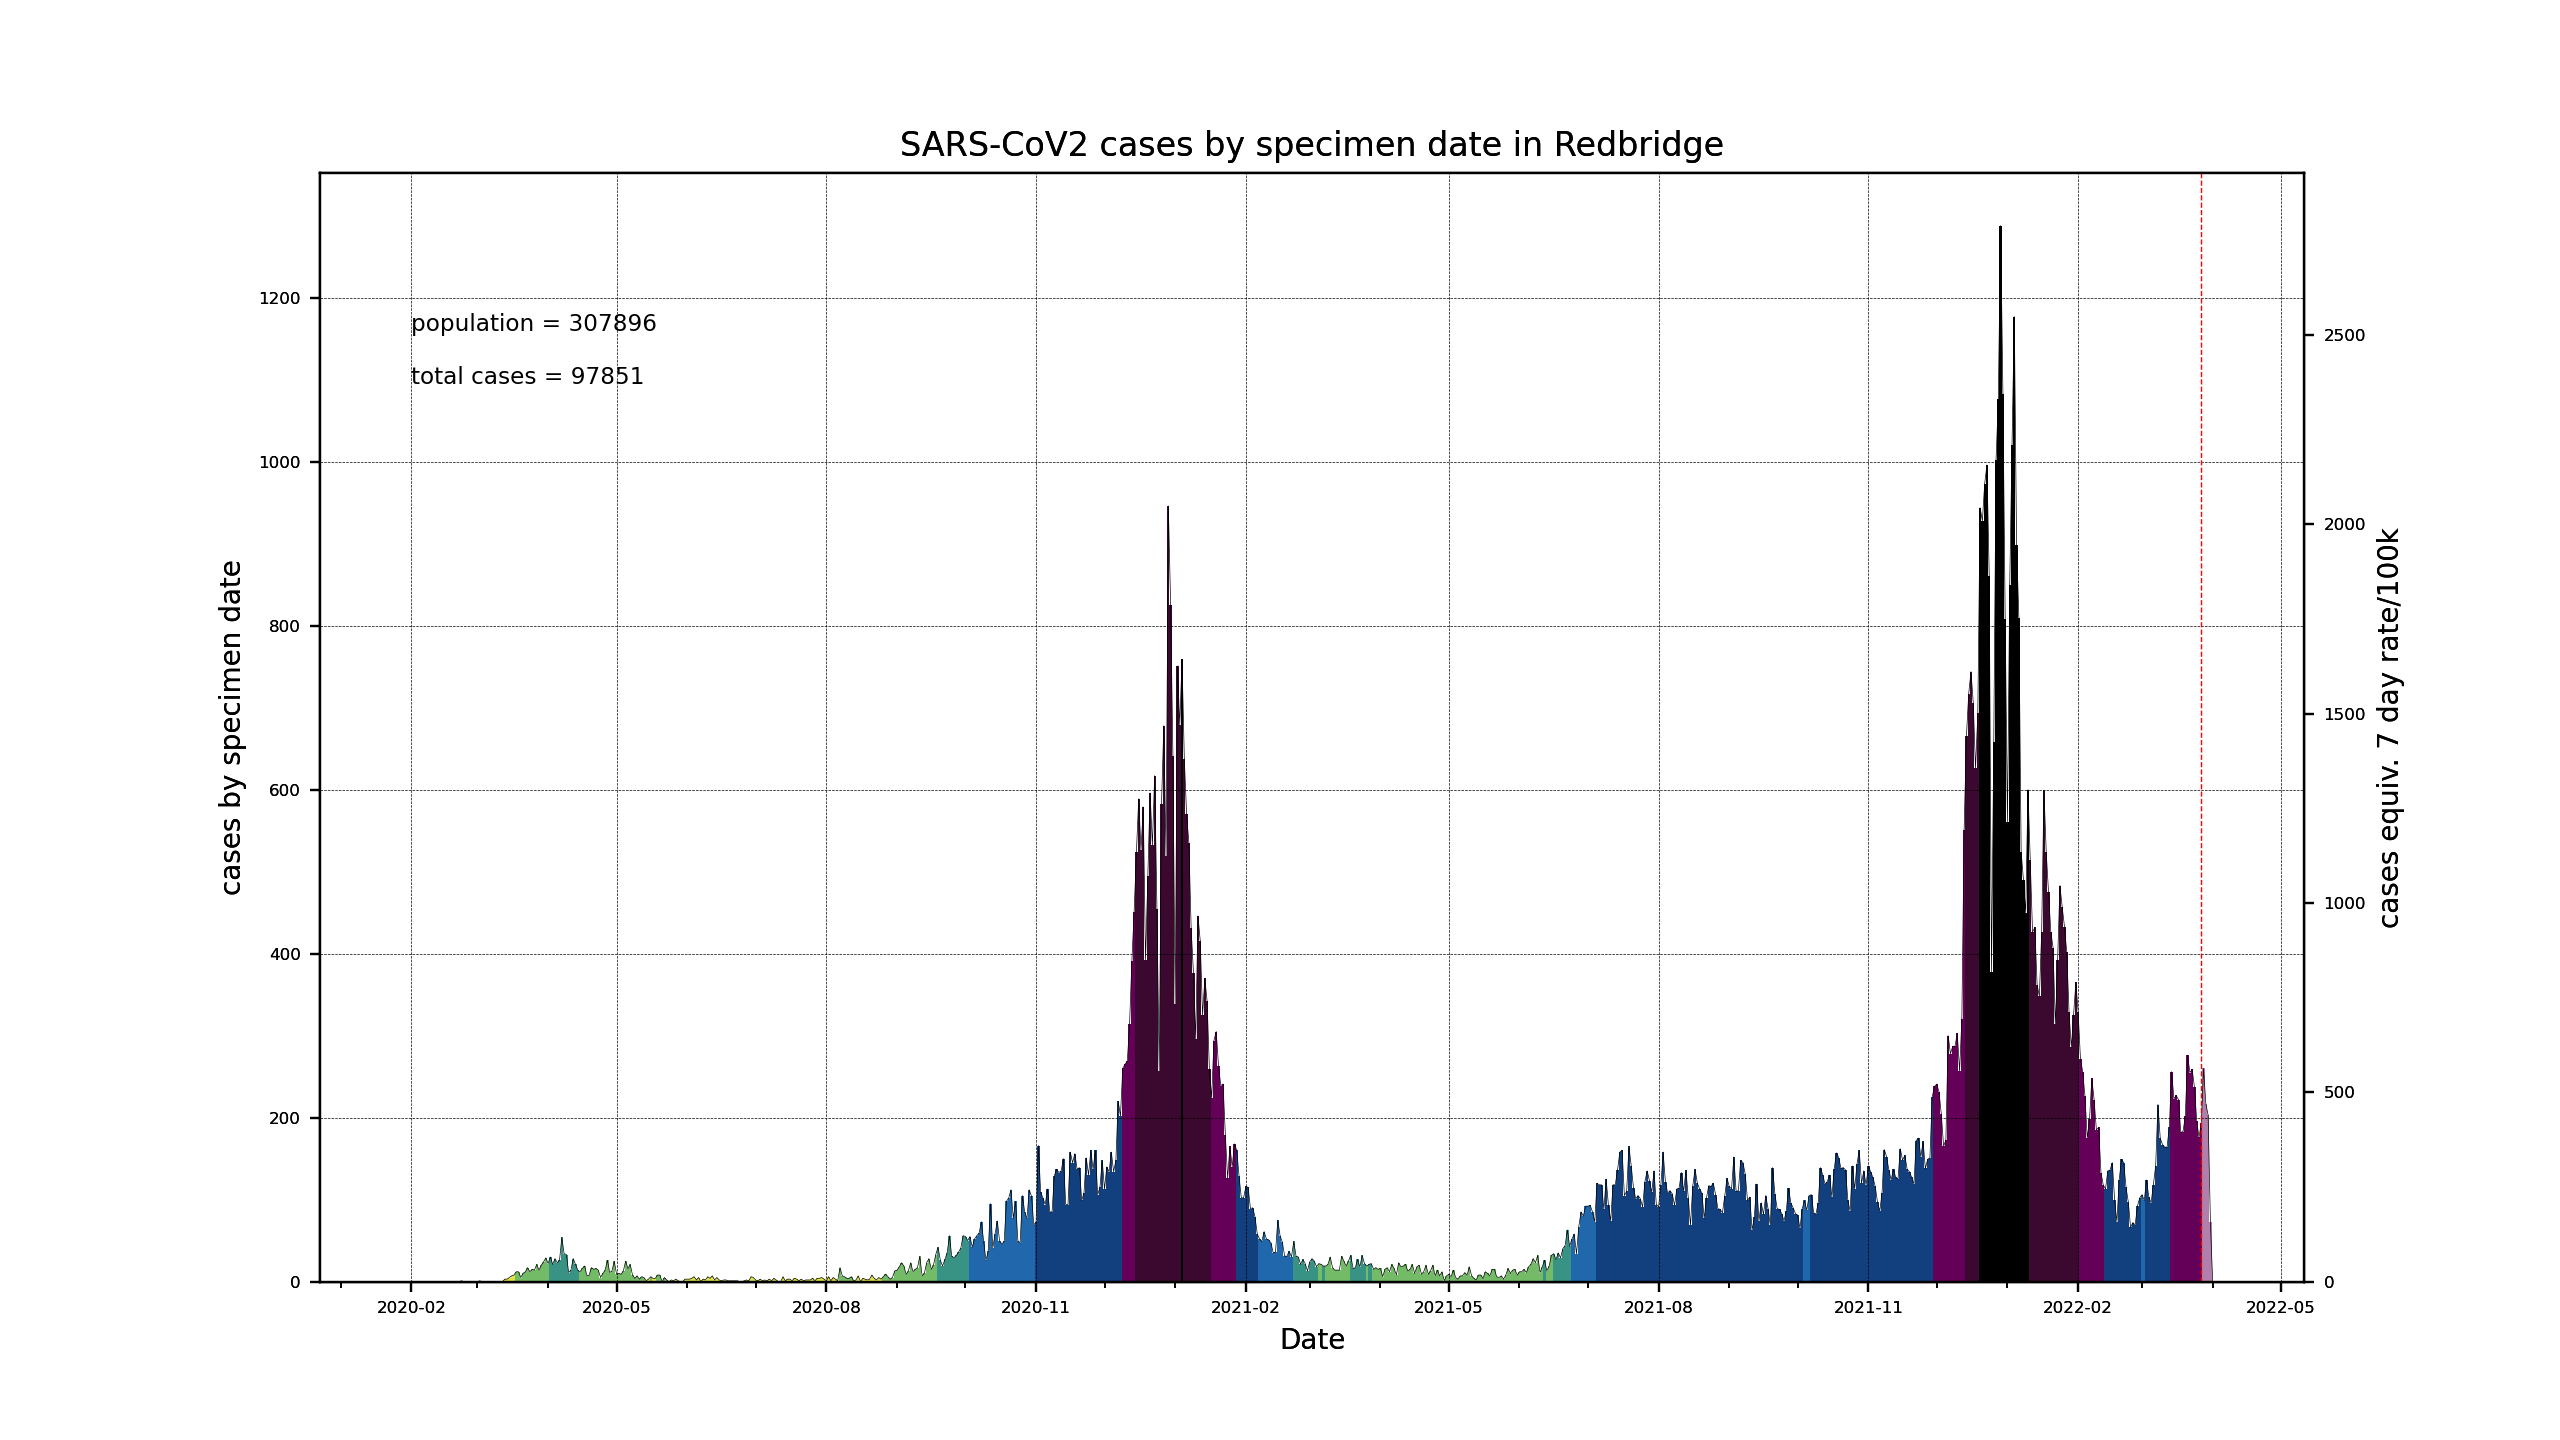 SARS-CoV2 cases by specimen date in Redbridge
population = 307896
total cases = 97851
cases by specimen date
1200
1000
800
600
400
200
0
2500
2000
1500
1000
500
0
cases equiv. 7 day rate/100k
2020-02 2020-05 2020-08 2020-11 2021-02 2021-05 2021-08 2021-11 2022-02 2022-05
Date